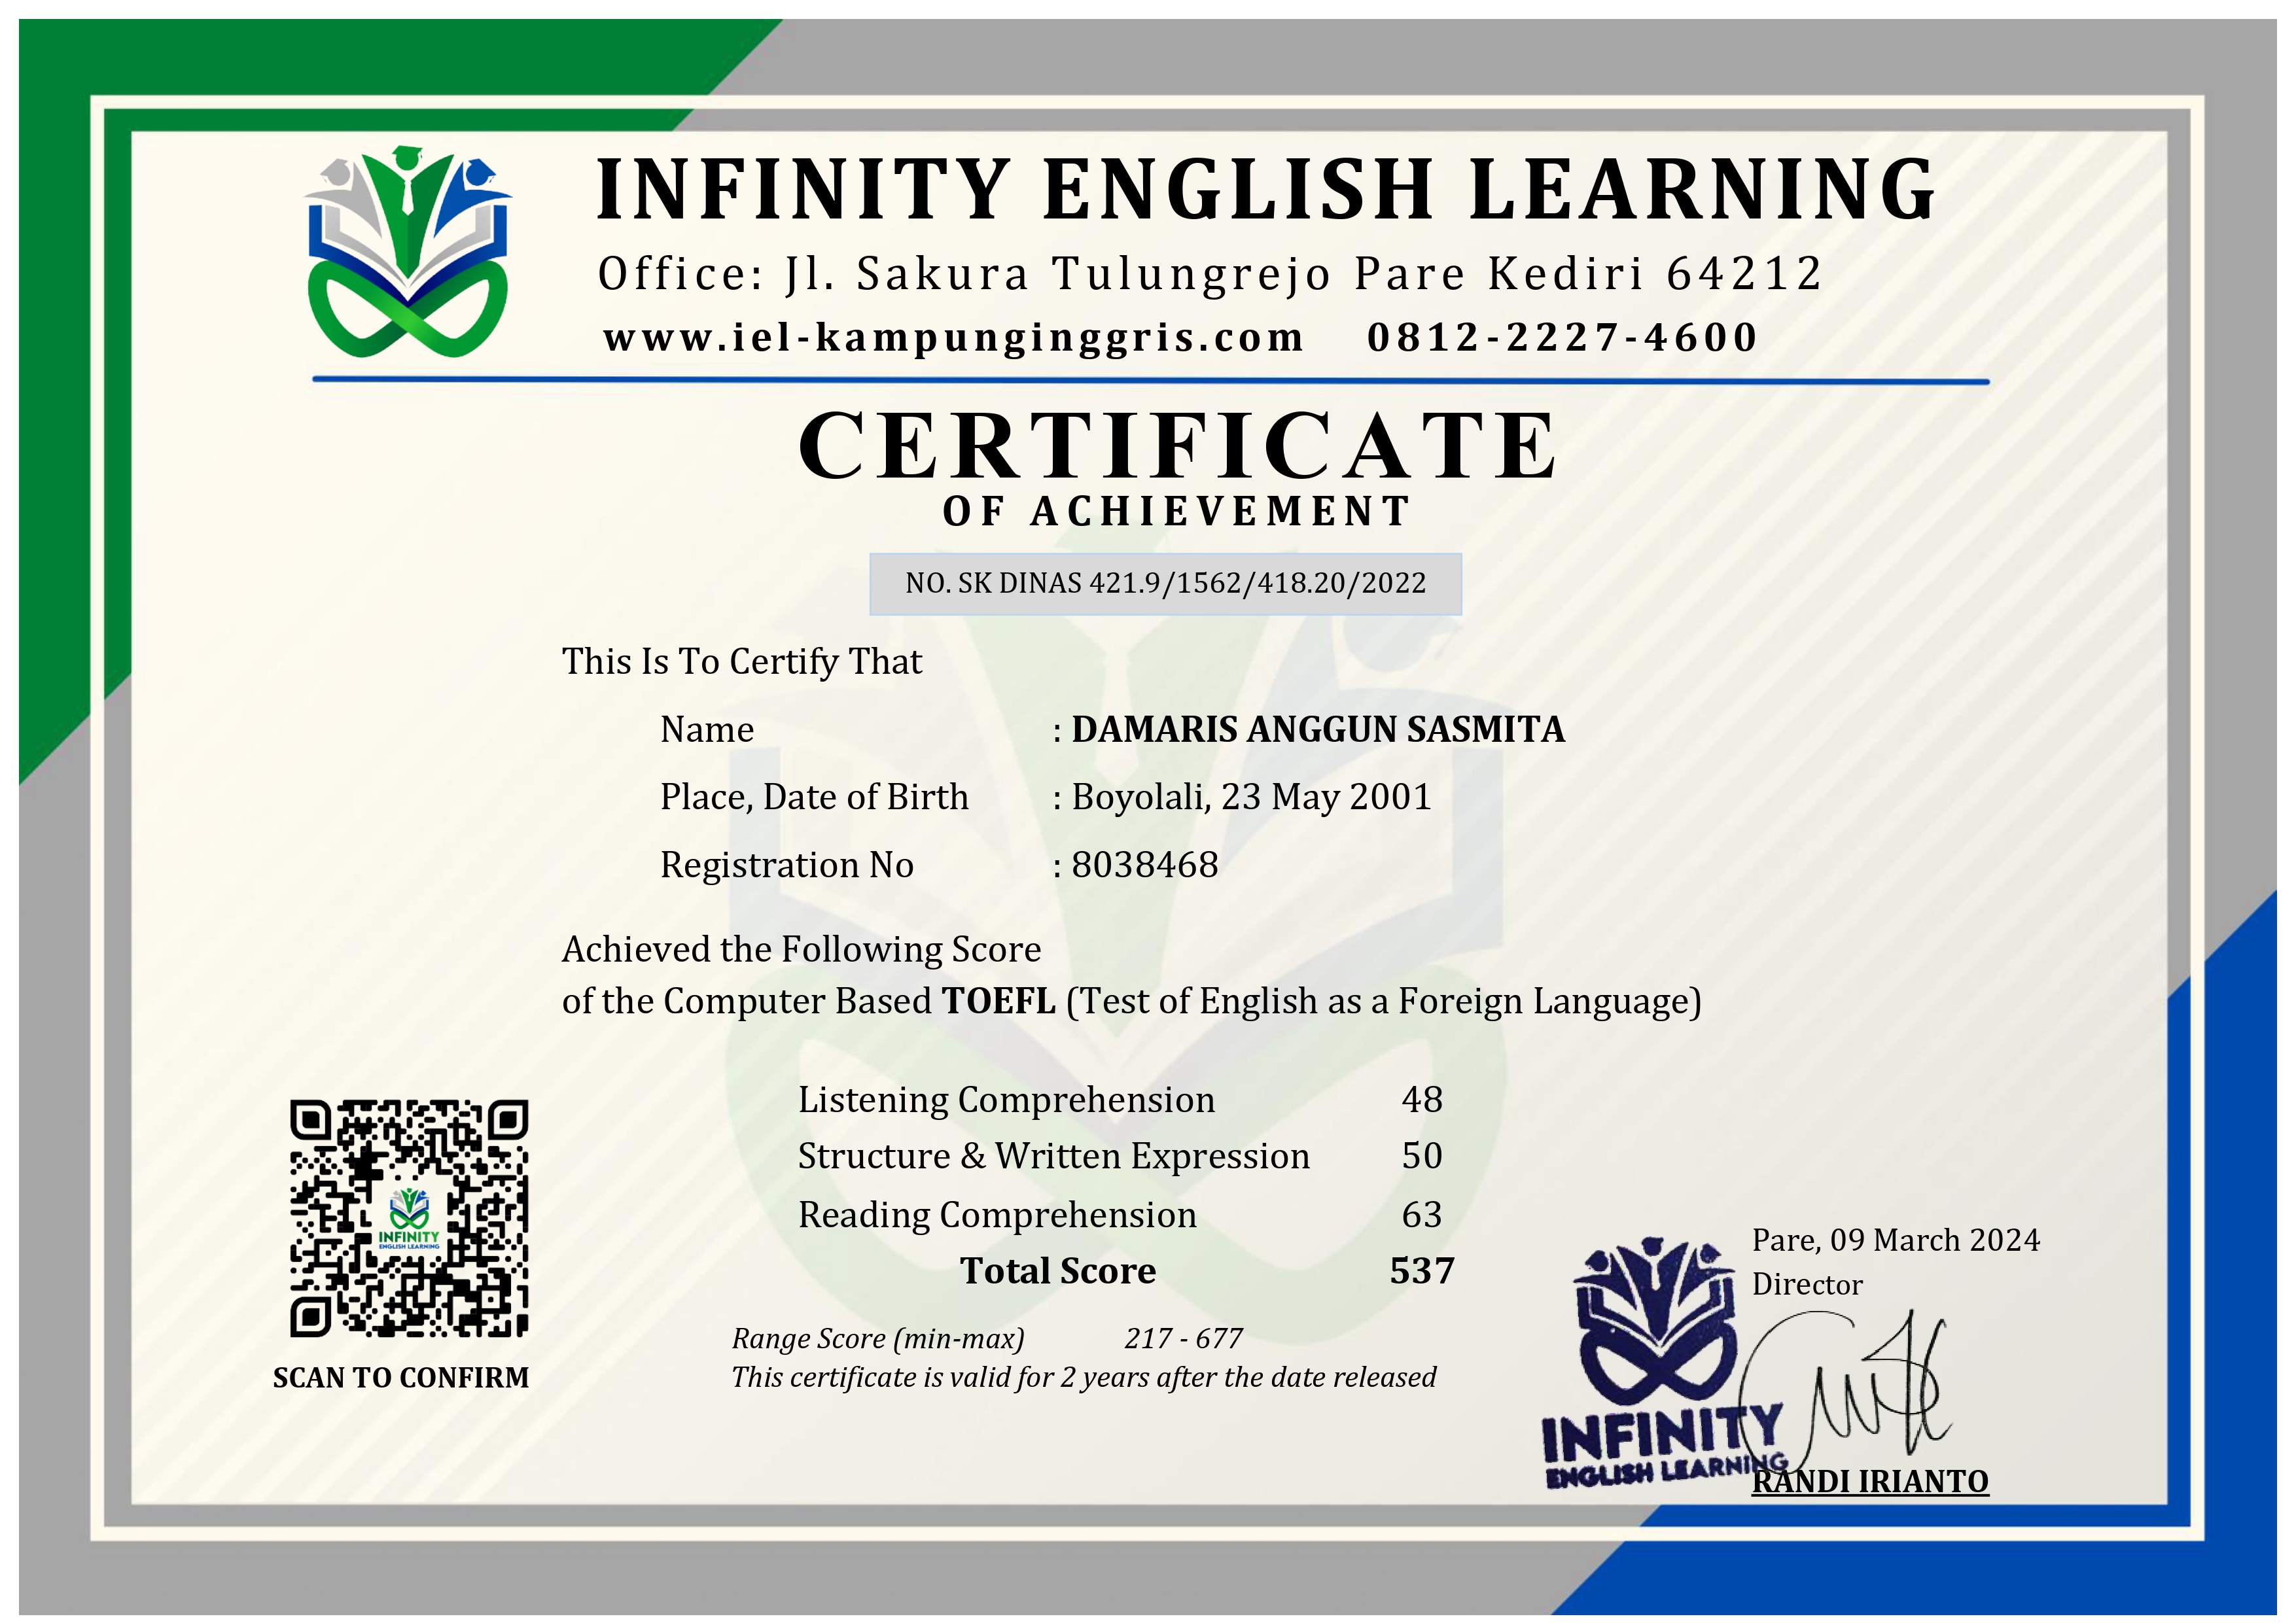 INFINITY ENGLISH LEARNING
Office: Jl. Sakura Tulungrejo Pare Kediri 64212
www.iel-kampunginggris.com 0812-2227-4600
CERTIFICATE
OF ACHIEVEMENT
NO. SK DINAS 421.9/1562/418.20/2022
This Is To Certify That
Name : DAMARIS ANGGUN SASMITA
Place, Date of Birth : Boyolali, 23 May 2001
Registration No : 8038468
Achieved the Following Score
of the Computer Based TOEFL (Test of English as a Foreign Language)
Listening Comprehension 48
Structure & Written Expression 50
Reading Comprehension 63
Total Score 537
Range Score (min-max) 217 - 677
This certificate is valid for 2 years after the date released
INFINITY
ENGLISH LEARNING
SCAN TO CONFIRM
Pare, 09 March 2024
Director
INFINITY
ENGLISH LEARNING
RANDI IRIANTO